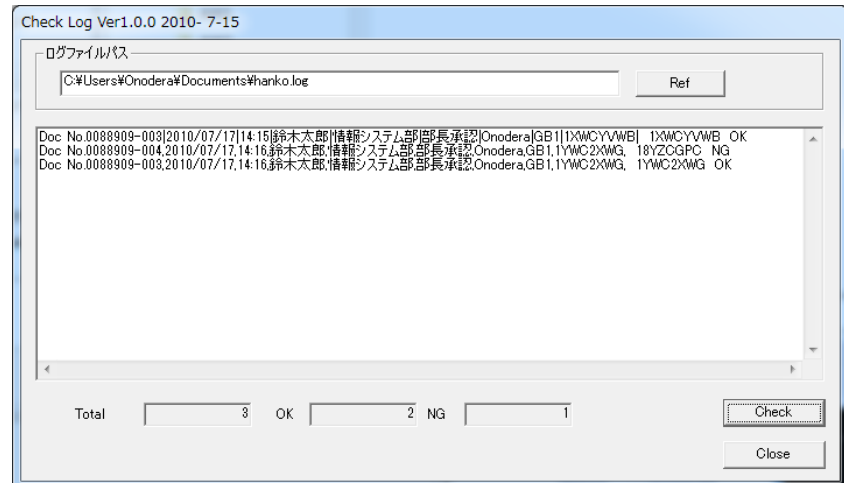 Check Log Ver1.0.0 2010- 7-15
ログファイルパス
C:¥Users¥Onodera¥Documents¥hanko.log
Ref
Doc No.0088909-003|2010/07/17|14:15|鈴木太郎|情報システム部|部長承認|Onodera|GB1|1XWCYVWB| 1XWCYVWB OK
Doc No.0088909-004,2010/07/17,14:16,鈴木太郎,情報システム部,部長承認,Onodera,GB1,1YWC2XWG, 18YZCGPC NG
Doc No.0088909-003,2010/07/17,14:16,鈴木太郎,情報システム部,部長承認,Onodera,GB1,1YWC2XWG, 1YWC2XWG OK
Total 3 OK 2 NG 1
Check
Close